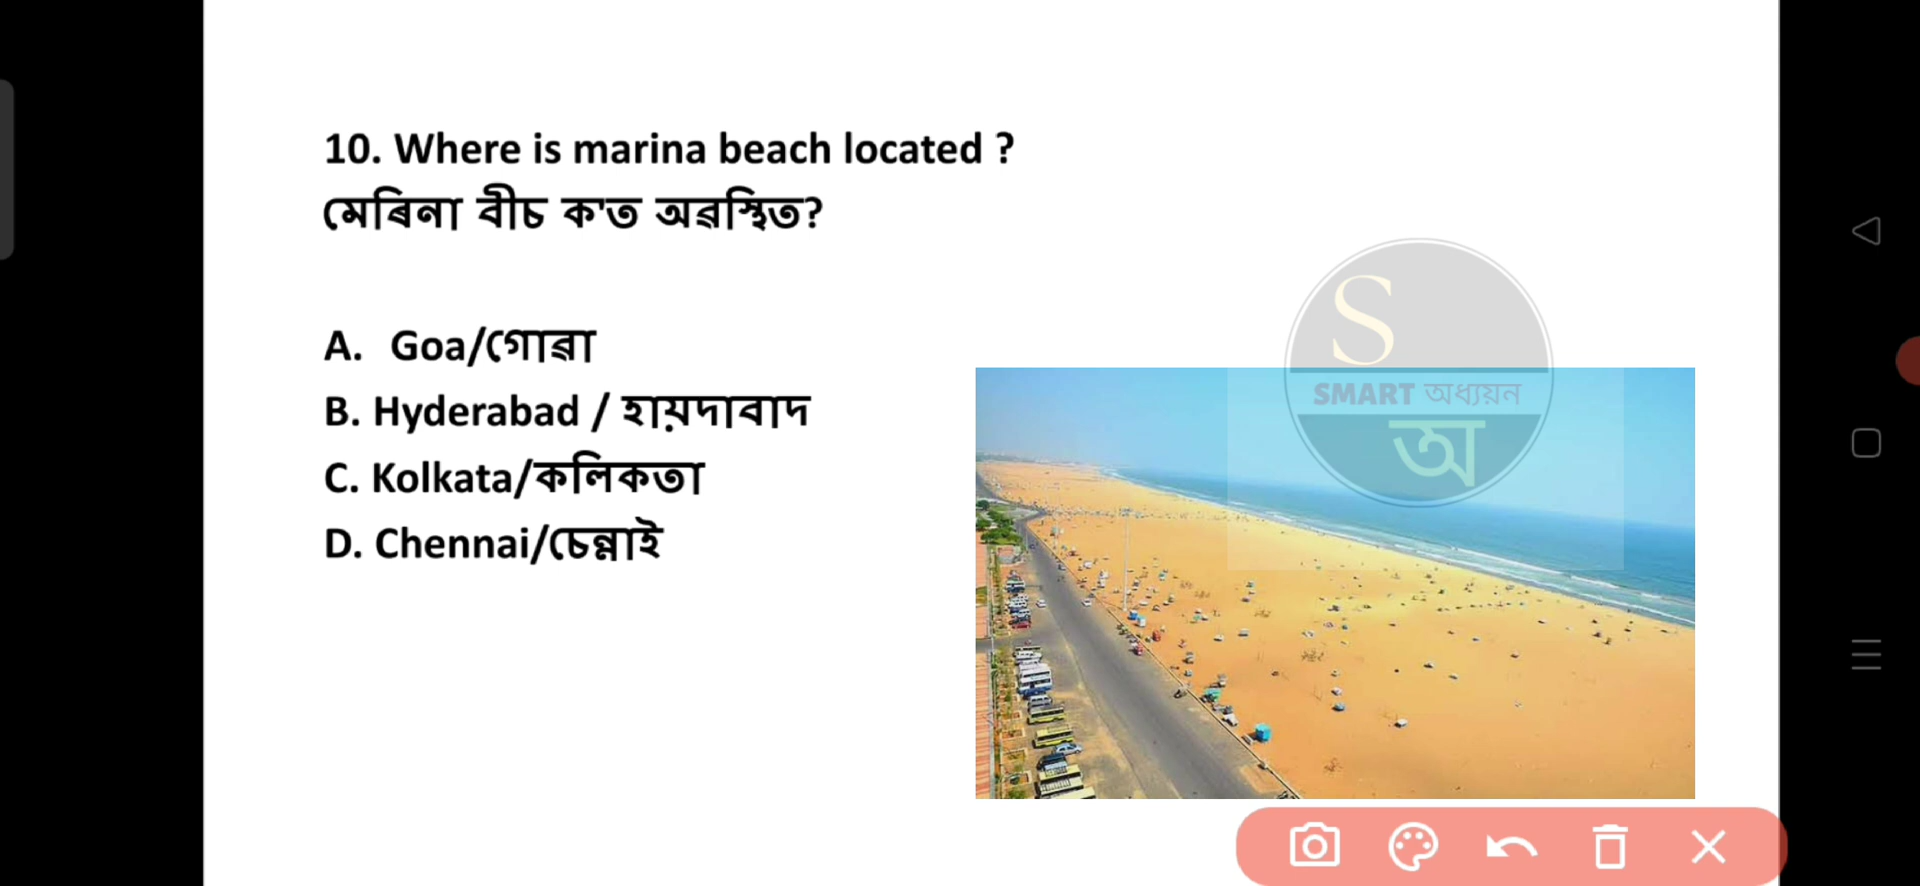 10. Where is marina beach located ?
মেৰিনা বীচ ক'ত অৱস্থিত?
A. Goa/গোৱা
B. Hyderabad / হায়দাবাদ
C. Kolkata/কলিকতা
D. Chennai/চেন্নাই
S
SMART অধ্যয়ন
অ